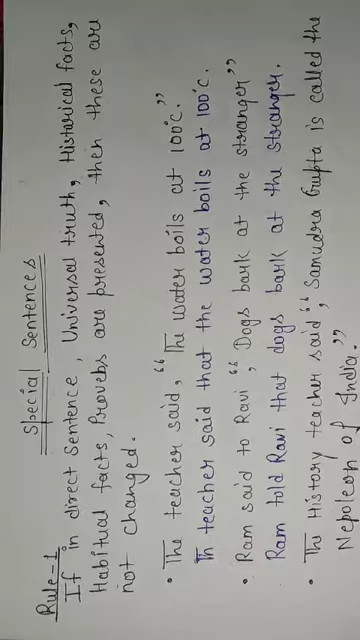 Special Sentences
Rule-1
If in direct sentence, Universal truth, Historical facts,
Habitual facts, Proverbs are presented, then these are
not changed.
• The teacher said, "The water boils at 100°c."
Th teacher said that the water boils at 100°c.
• Ram said to Ravi "Dogs bark at the stranger"
Ram told Ravi that dogs bark at the stranger.
• The History teacher said "Samudra Gupta is called the
Nepoleon of India."